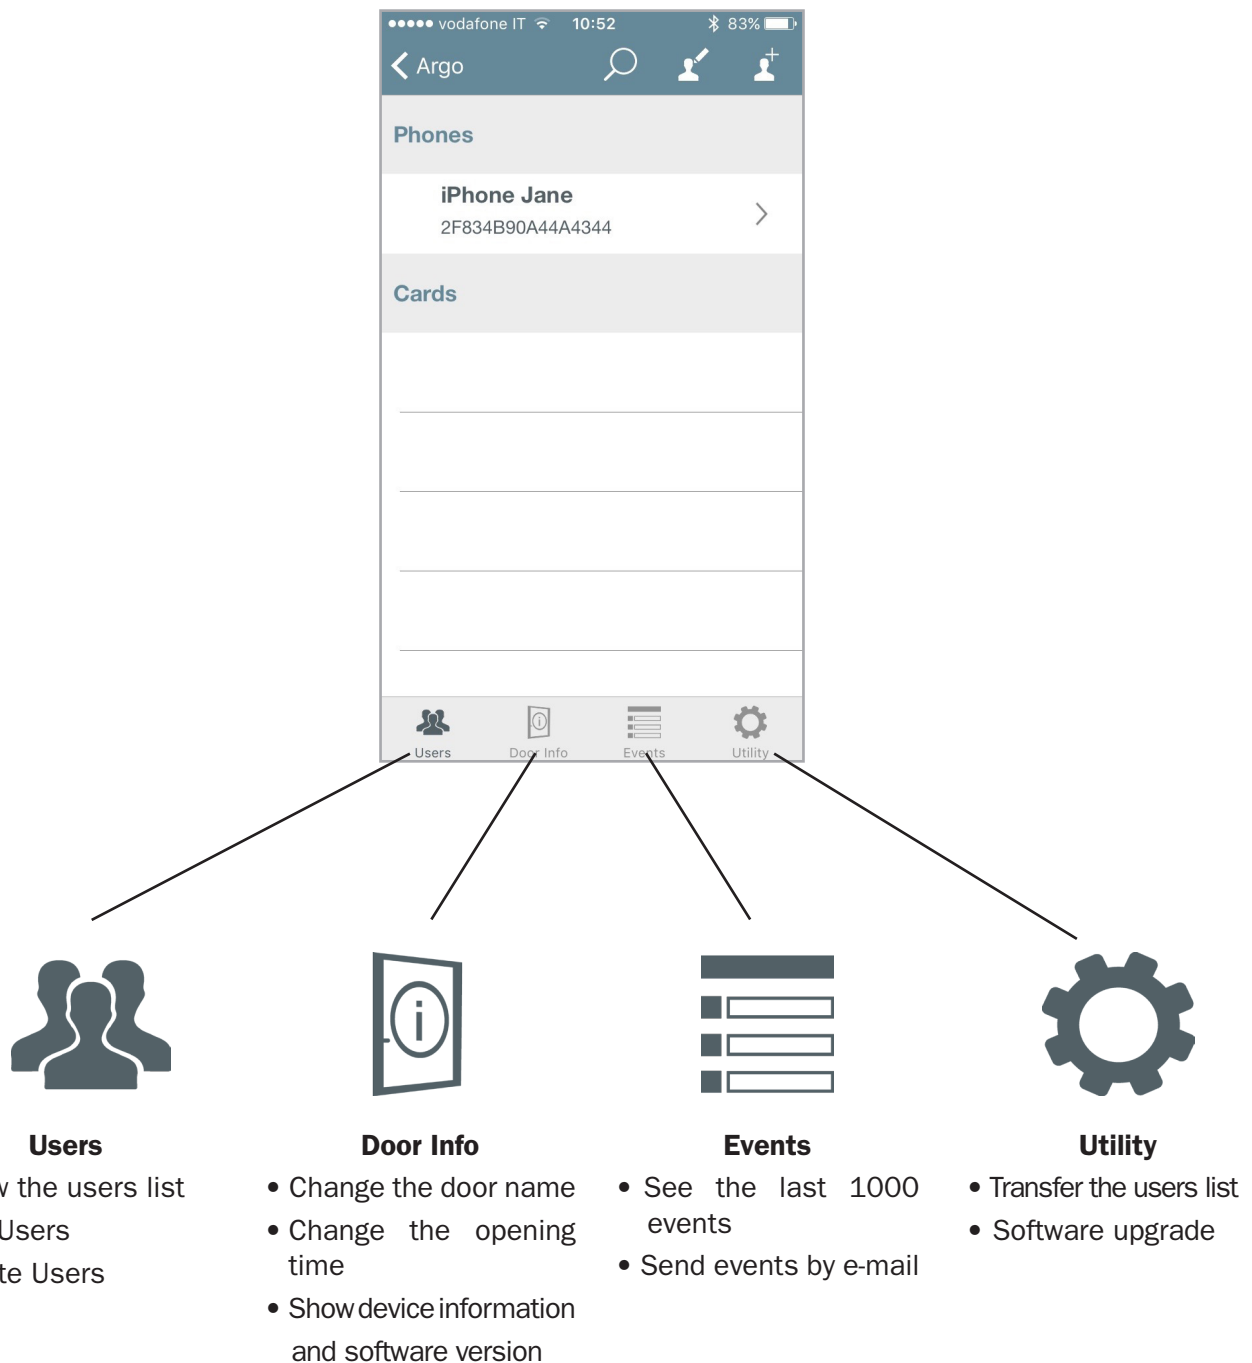 vodafone IT 10:52 83%
Argo
Phones
iPhone Jane
2F834B90A44A4344
Cards
Users Door Info Events Utility
Users
the users list
Users
Users
Door Info
• Change the door name
• Change the opening
time
• Show device information
and software version
Events
• See the last 1000
events
• Send events by e-mail
Utility
• Transfer the users list
• Software upgrade